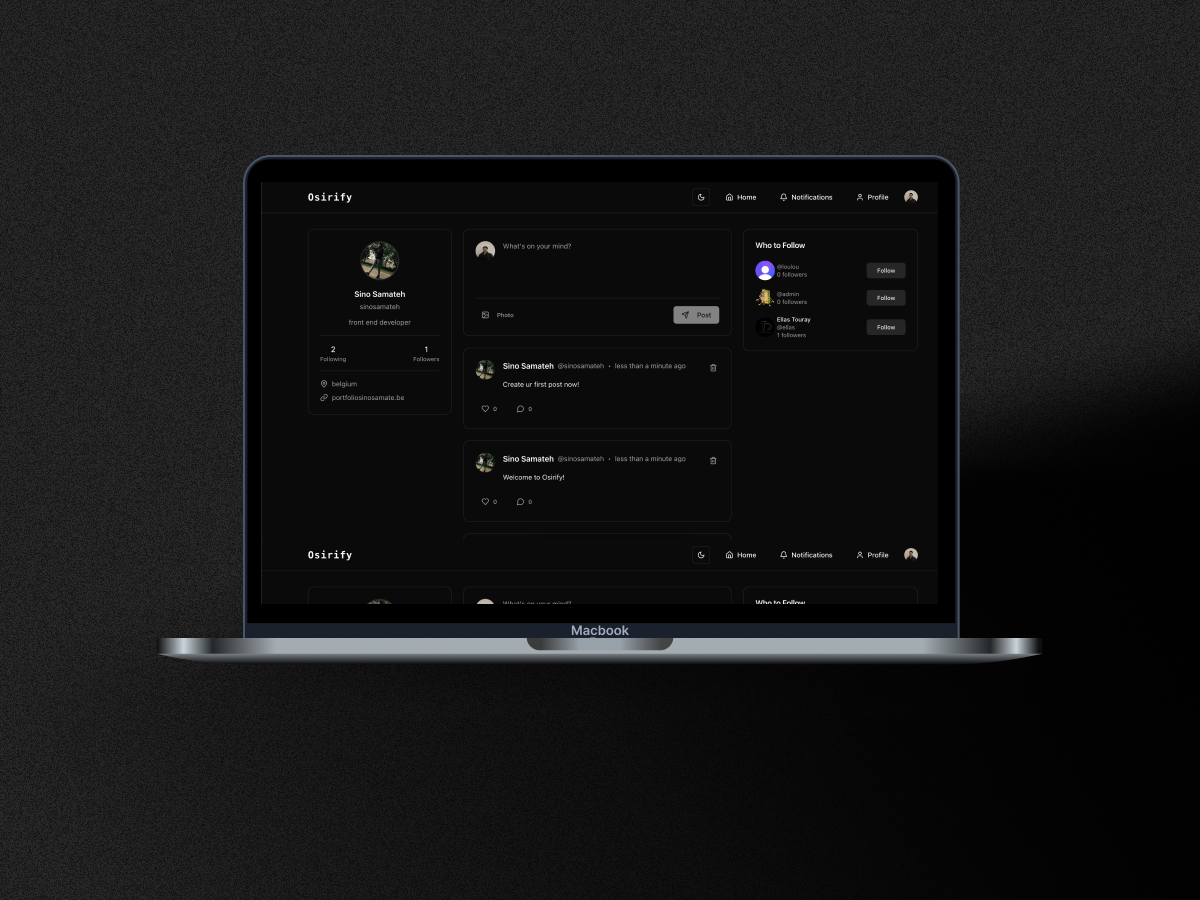 Osirify
Home
Notifications
Profile
Sino Samateh
sinosamateh
front end developer
2
Following
1
Followers
belgium
portfoliosinosamate.be
What's on your mind?
Photo
Post
Sino Samateh @sinosamateh • less than a minute ago
Create ur first post now!
0
0
Sino Samateh @sinosamateh • less than a minute ago
Welcome to Osirify!
0
0
Who to Follow
@loulou
0 followers
Follow
@admin
0 followers
Follow
Elias Touray
@elias
1 followers
Follow
Osirify
Home
Notifications
Profile
What's on your mind?
Who to Follow
Macbook